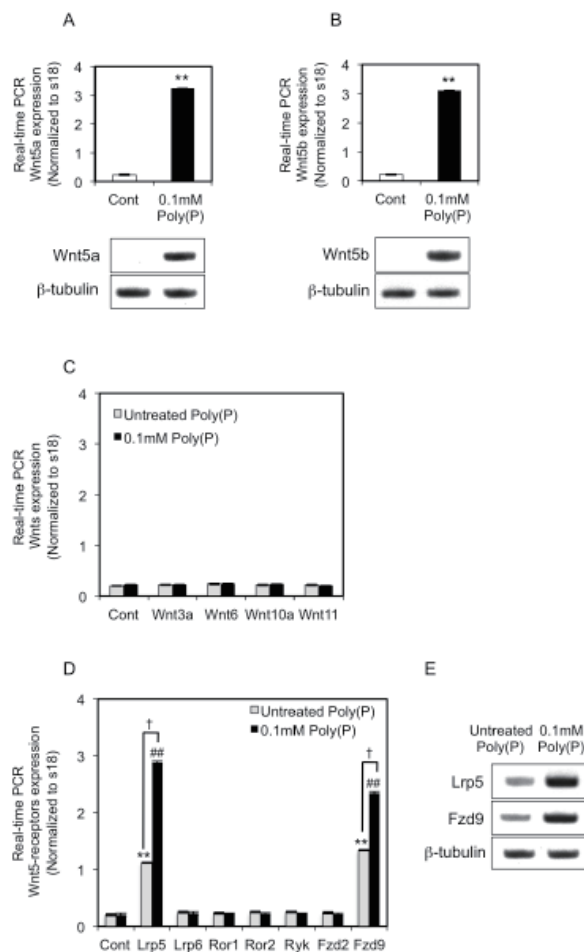 A
Real-time PCR
Wnt5a expression
(Normalized to s18)
4
3
2
1
0
**
Cont
0.1mM
Poly(P)
Wnt5a
β-tubulin
B
Real-time PCR
Wnt5b expression
(Normalized to s18)
4
3
2
1
0
**
Cont
0.1mM
Poly(P)
Wnt5b
β-tubulin
C
Real-time PCR
Wnts expression
(Normalized to s18)
4
3
2
1
0
Untreated Poly(P)
0.1mM Poly(P)
Cont Wnt3a Wnt6 Wnt10a Wnt11
D
Real-time PCR
Wnt5-receptors expression
(Normalized to s18)
4
3
2
1
0
Untreated Poly(P)
0.1mM Poly(P)
† †
## ##
** **
Cont Lrp5 Lrp6 Ror1 Ror2 Ryk Fzd2 Fzd9
E
Untreated 0.1mM
Poly(P) Poly(P)
Lrp5
Fzd9
β-tubulin